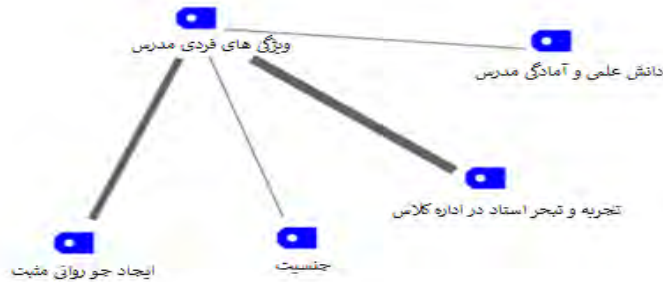 ویژگی های فردی مدرس
دانش علمی و آمادگی مدرس
تجربه و تبحر استاد در اداره کلاس
جنسیت
ایجاد جو روانی مثبت